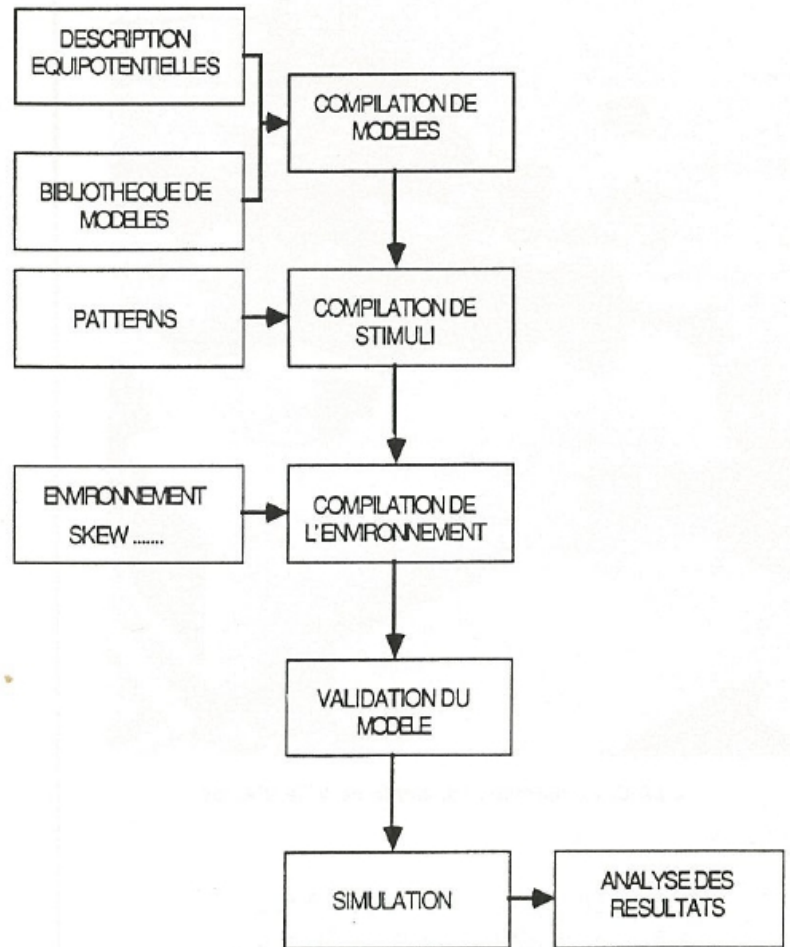 DESCRIPTION
EQUIPOTENTIELLES
COMPILATION DE
MODELES
BIBLIOTHEQUE DE
MODELES
PATTERNS
COMPILATION DE
STIMULI
ENVIRONNEMENT
SKEW .......
COMPILATION DE
L'ENVIRONNEMENT
VALIDATION DU
MODELE
SIMULATION
ANALYSE DES
RESULTATS